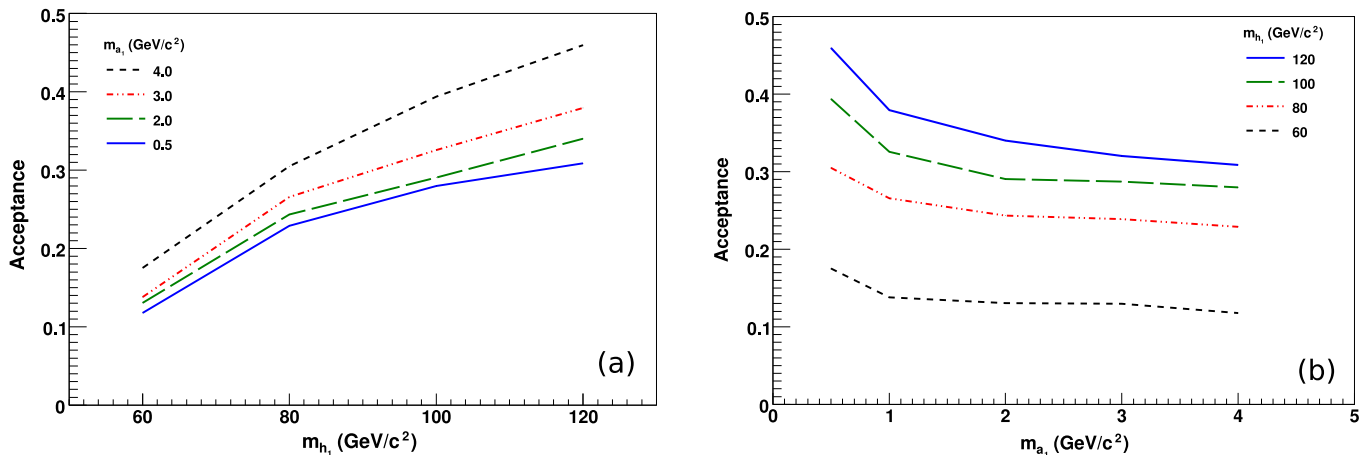 0.5
0.4
0.3
0.2
0.1
0
Acceptance
m_{a_1} (GeV/c²)
4.0
3.0
2.0
0.5
(a)
60 80 100 120
m_{h_1} (GeV/c²)
0.5
0.4
0.3
0.2
0.1
0
Acceptance
m_{h_1} (GeV/c²)
120
100
80
60
(b)
0 1 2 3 4 5
m_{a_1} (GeV/c²)